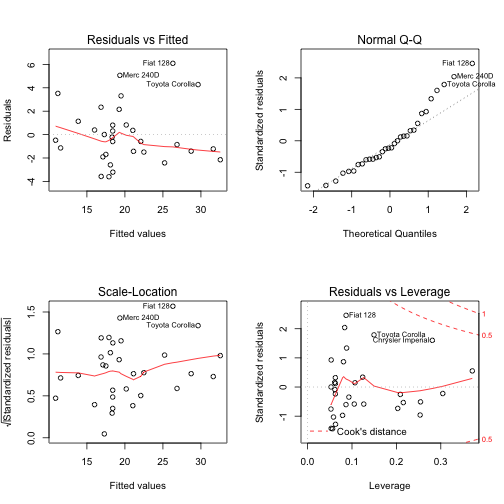 Residuals vs Fitted
Residuals
6
4
2
0
-2
-4
Fiat 128
Merc 240D
Toyota Corolla
15 20 25 30
Fitted values
Normal Q-Q
Standardized residuals
2
1
0
-1
Fiat 128
Merc 240D
Toyota Corolla
-2 -1 0 1 2
Theoretical Quantiles
Scale-Location
√|Standardized residuals|
1.5
1.0
0.5
0.0
Fiat 128
Merc 240D
Toyota Corolla
15 20 25 30
Fitted values
Residuals vs Leverage
Standardized residuals
2
1
0
-1
Fiat 128
Toyota Corolla
Chrysler Imperial
1
0.5
0.5
Cook's distance
0.0 0.1 0.2 0.3
Leverage